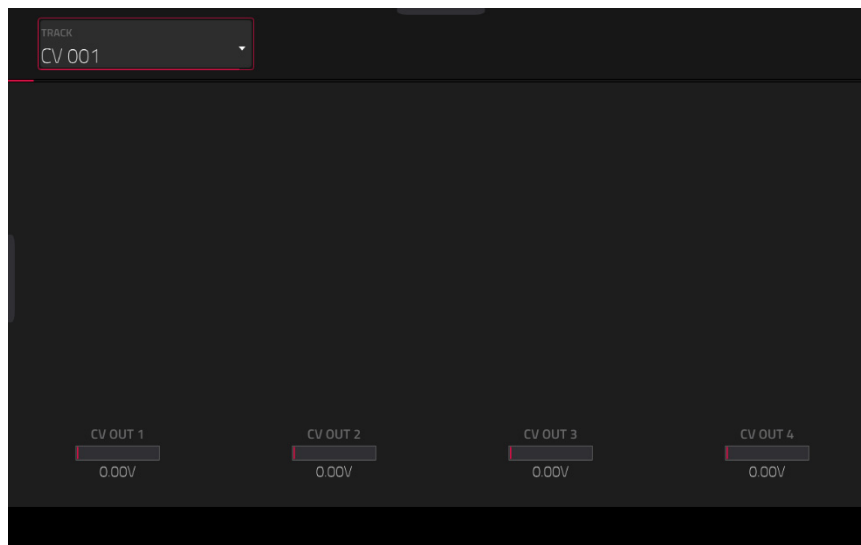 TRACK
CV 001
CV OUT 1
CV OUT 2
CV OUT 3
CV OUT 4
0.00V
0.00V
0.00V
0.00V